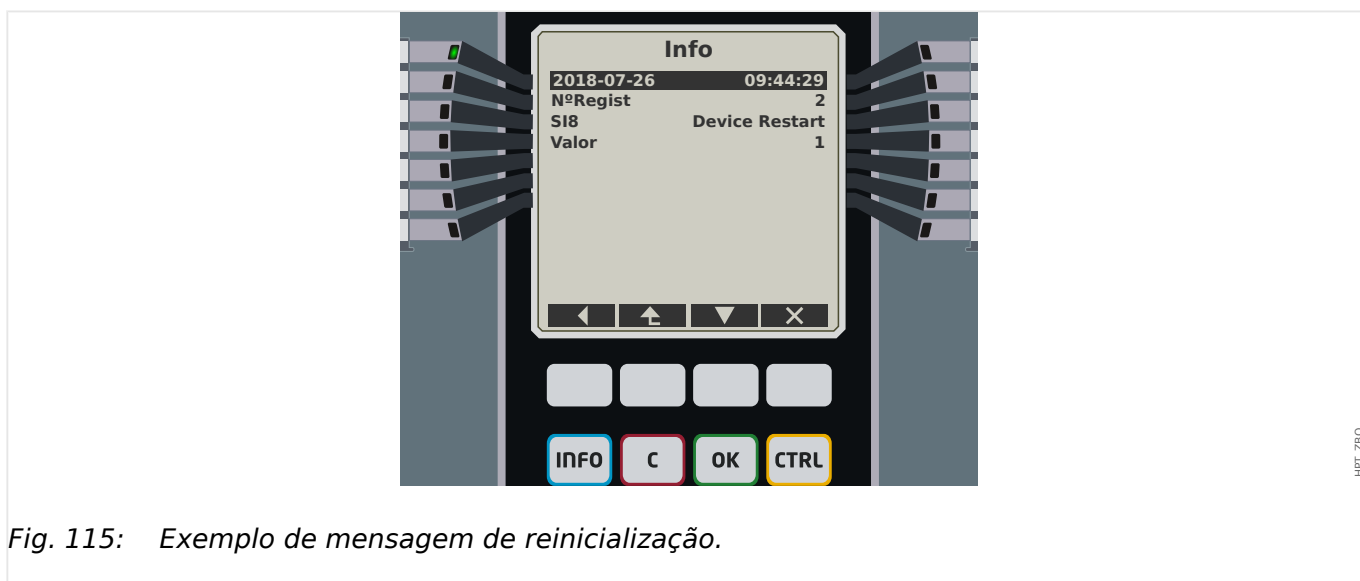 Info
2018-07-26 09:44:29
NºRegist 2
SI8 Device Restart
Valor 1
INFO C OK CTRL
HPT_ZBO
Fig. 115: Exemplo de mensagem de reinicialização.